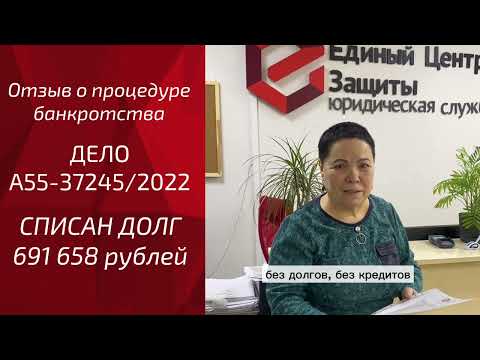 Отзыв о процедуре
банкротства
ДЕЛО
А55-37245/2022
СПИСАН ДОЛГ
691 658 рублей
Единый Центр
Защиты
юридическая служ
без долгов, без кредитов